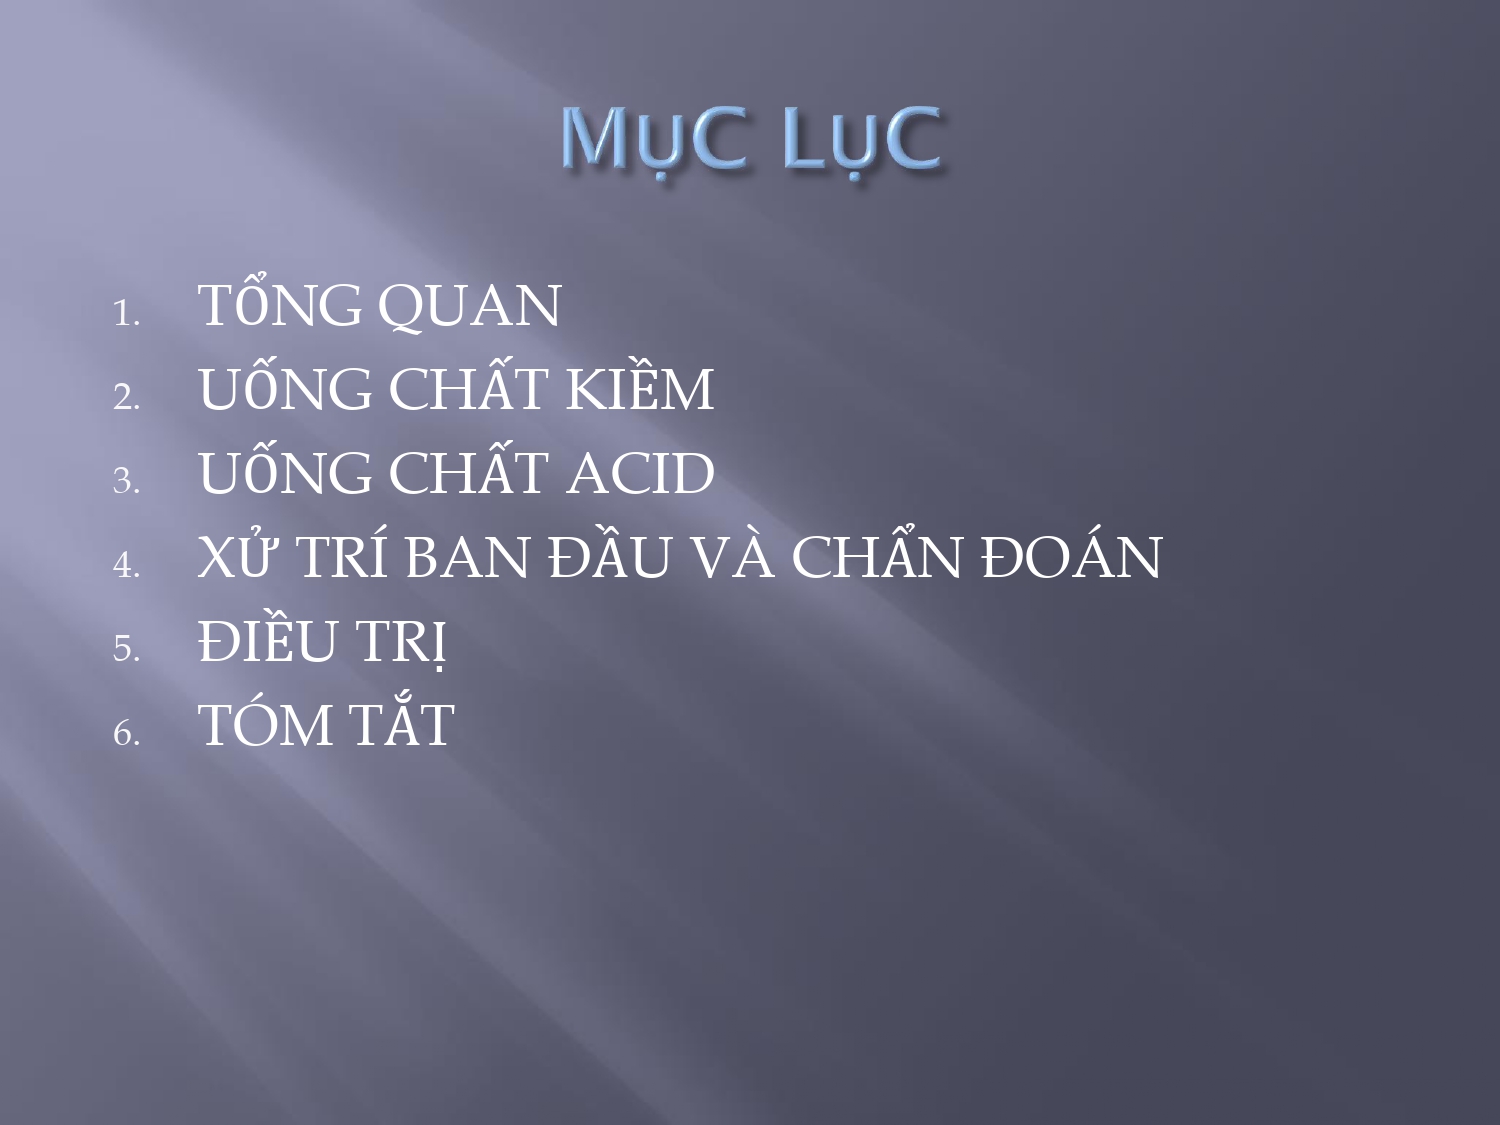 MụC LụC
1. TỔNG QUAN
2. UỐNG CHẤT KIỀM
3. UỐNG CHẤT ACID
4. XỬ TRÍ BAN ĐẦU VÀ CHẨN ĐOÁN
5. ĐIỀU TRỊ
6. TÓM TẮT